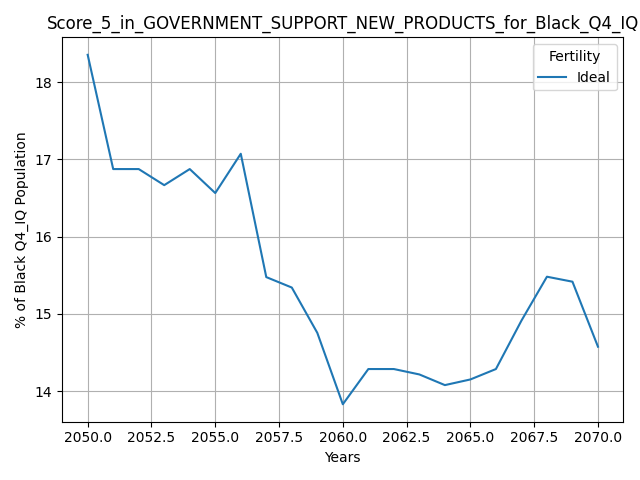 Score_5_in_GOVERNMENT_SUPPORT_NEW_PRODUCTS_for_Black_Q4_IQ
Fertility
Ideal
% of Black Q4_IQ Population
18
17
16
15
14
2050.0 2052.5 2055.0 2057.5 2060.0 2062.5 2065.0 2067.5 2070.0
Years